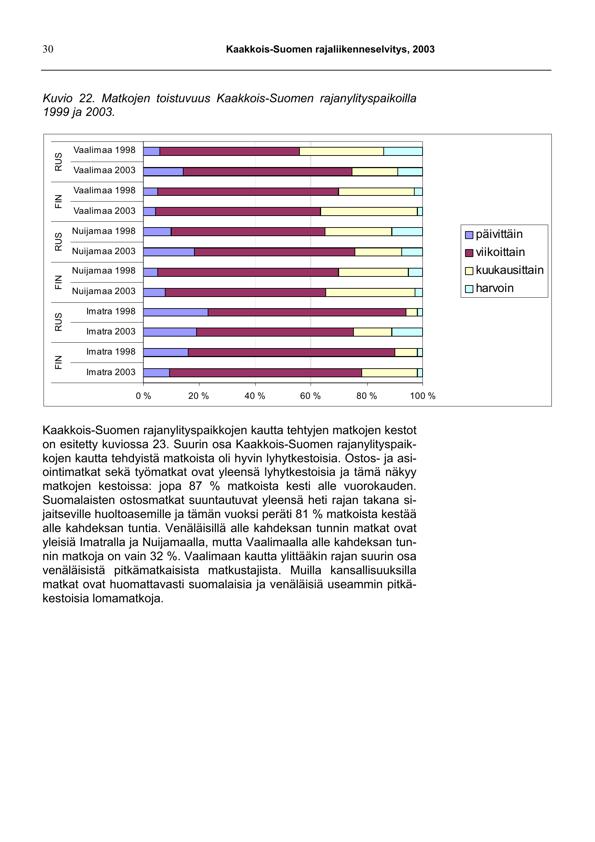 30
Kaakkois-Suomen rajaliikenneselvitys, 2003
Kuvio 22. Matkojen toistuvuus Kaakkois-Suomen rajanylityspaikoilla
1999 ja 2003.
RUS
Vaalimaa 1998
Vaalimaa 2003
FIN
Vaalimaa 1998
Vaalimaa 2003
RUS
Nuijamaa 1998
Nuijamaa 2003
FIN
Nuijamaa 1998
Nuijamaa 2003
RUS
Imatra 1998
Imatra 2003
FIN
Imatra 1998
Imatra 2003
0 % 20 % 40 % 60 % 80 % 100 %
päivittäin
viikoittain
kuukausittain
harvoin
Kaakkois-Suomen rajanylityspaikkojen kautta tehtyjen matkojen kestot
on esitetty kuviossa 23. Suurin osa Kaakkois-Suomen rajanylityspaik-
kojen kautta tehdyistä matkoista oli hyvin lyhytkestoisia. Ostos- ja asi-
ointimatkat sekä työmatkat ovat yleensä lyhytkestoisia ja tämä näkyy
matkojen kestoissa: jopa 87 % matkoista kesti alle vuorokauden.
Suomalaisten ostosmatkat suuntautuvat yleensä heti rajan takana si-
jaitseville huoltoasemille ja tämän vuoksi peräti 81 % matkoista kestää
alle kahdeksan tuntia. Venäläisillä alle kahdeksan tunnin matkat ovat
yleisiä Imatralla ja Nuijamaalla, mutta Vaalimaalla alle kahdeksan tun-
nin matkoja on vain 32 %. Vaalimaan kautta ylittääkin rajan suurin osa
venäläisistä pitkämatkaisista matkustajista. Muilla kansallisuuksilla
matkat ovat huomattavasti suomalaisia ja venäläisiä useammin pitkä-
kestoisia lomamatkoja.